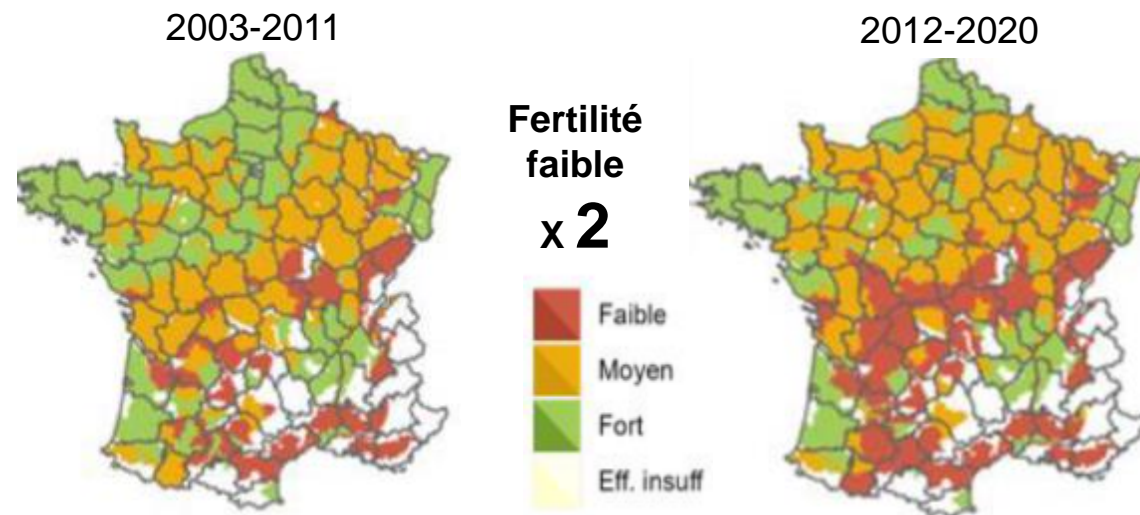 2003-2011
2012-2020
Fertilité
faible
x 2
Faible
Moyen
Fort
Eff. insuff